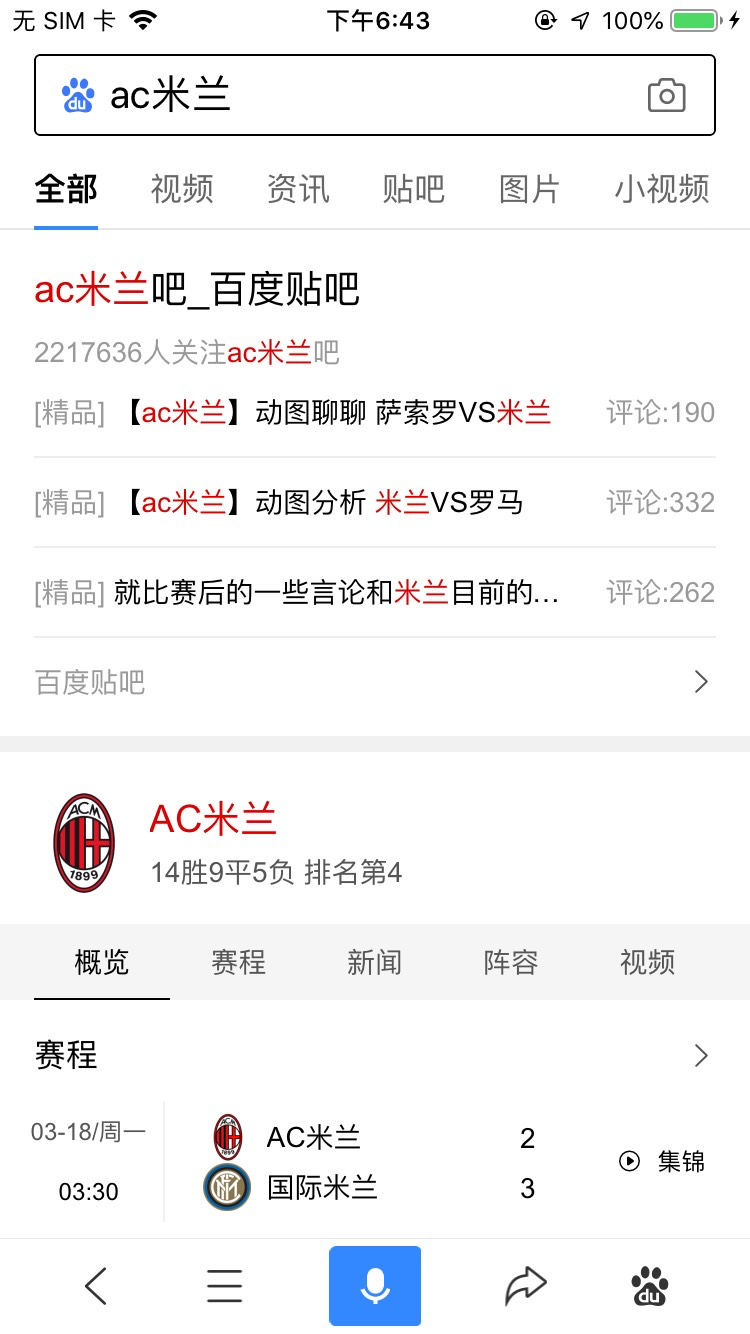 无 SIM 卡 下午6:43 100%
du ac米兰
全部 视频 资讯 贴吧 图片 小视频
ac米兰吧_百度贴吧
2217636人关注ac米兰吧
[精品] 【ac米兰】动图聊聊 萨索罗VS米兰 评论:190
[精品] 【ac米兰】动图分析 米兰VS罗马 评论:332
[精品] 就比赛后的一些言论和米兰目前的... 评论:262
百度贴吧
ACM
1899
AC米兰
14胜9平5负 排名第4
概览 赛程 新闻 阵容 视频
赛程
03-18/周一
03:30
ACM
1899
AC米兰 2
国际米兰 3
集锦
du